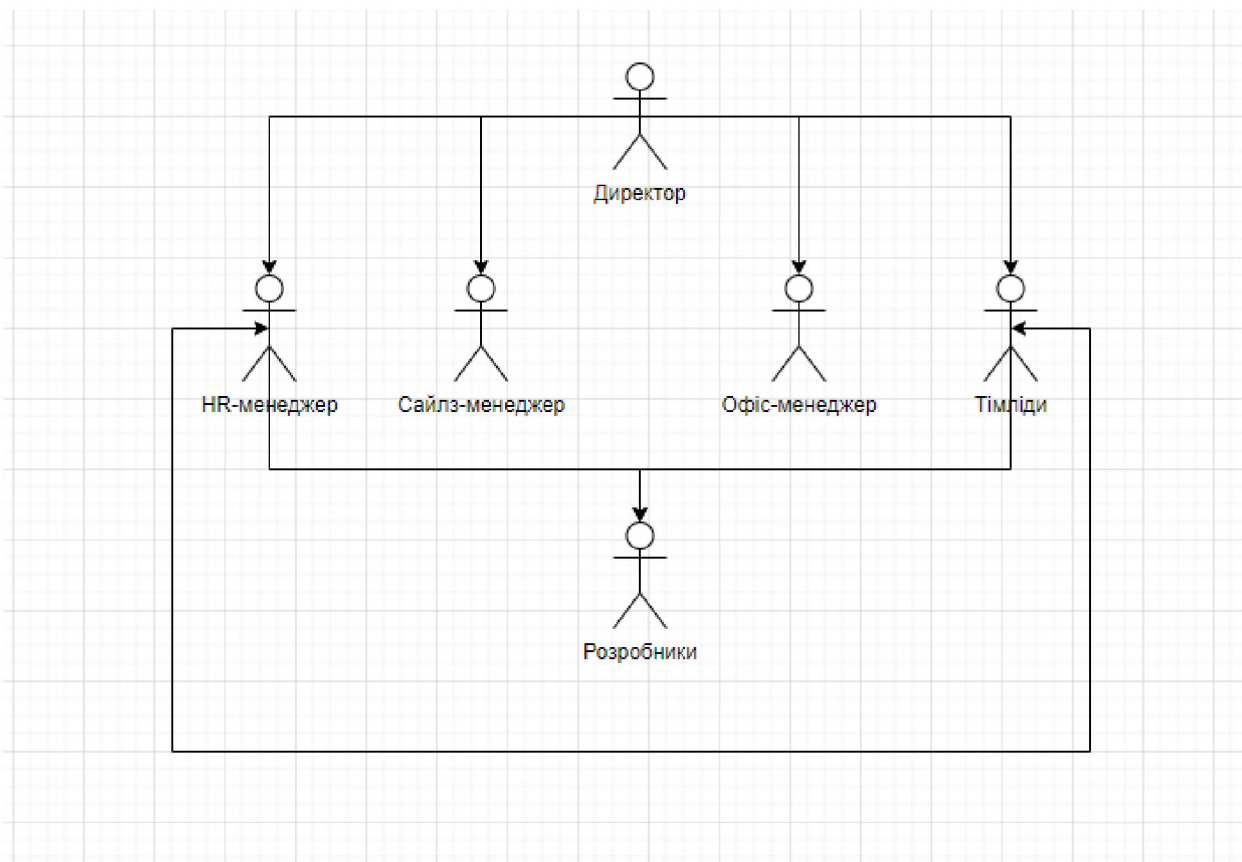 Директор
HR-менеджер
Сайлз-менеджер
Офіс-менеджер
Тімліди
Розробники